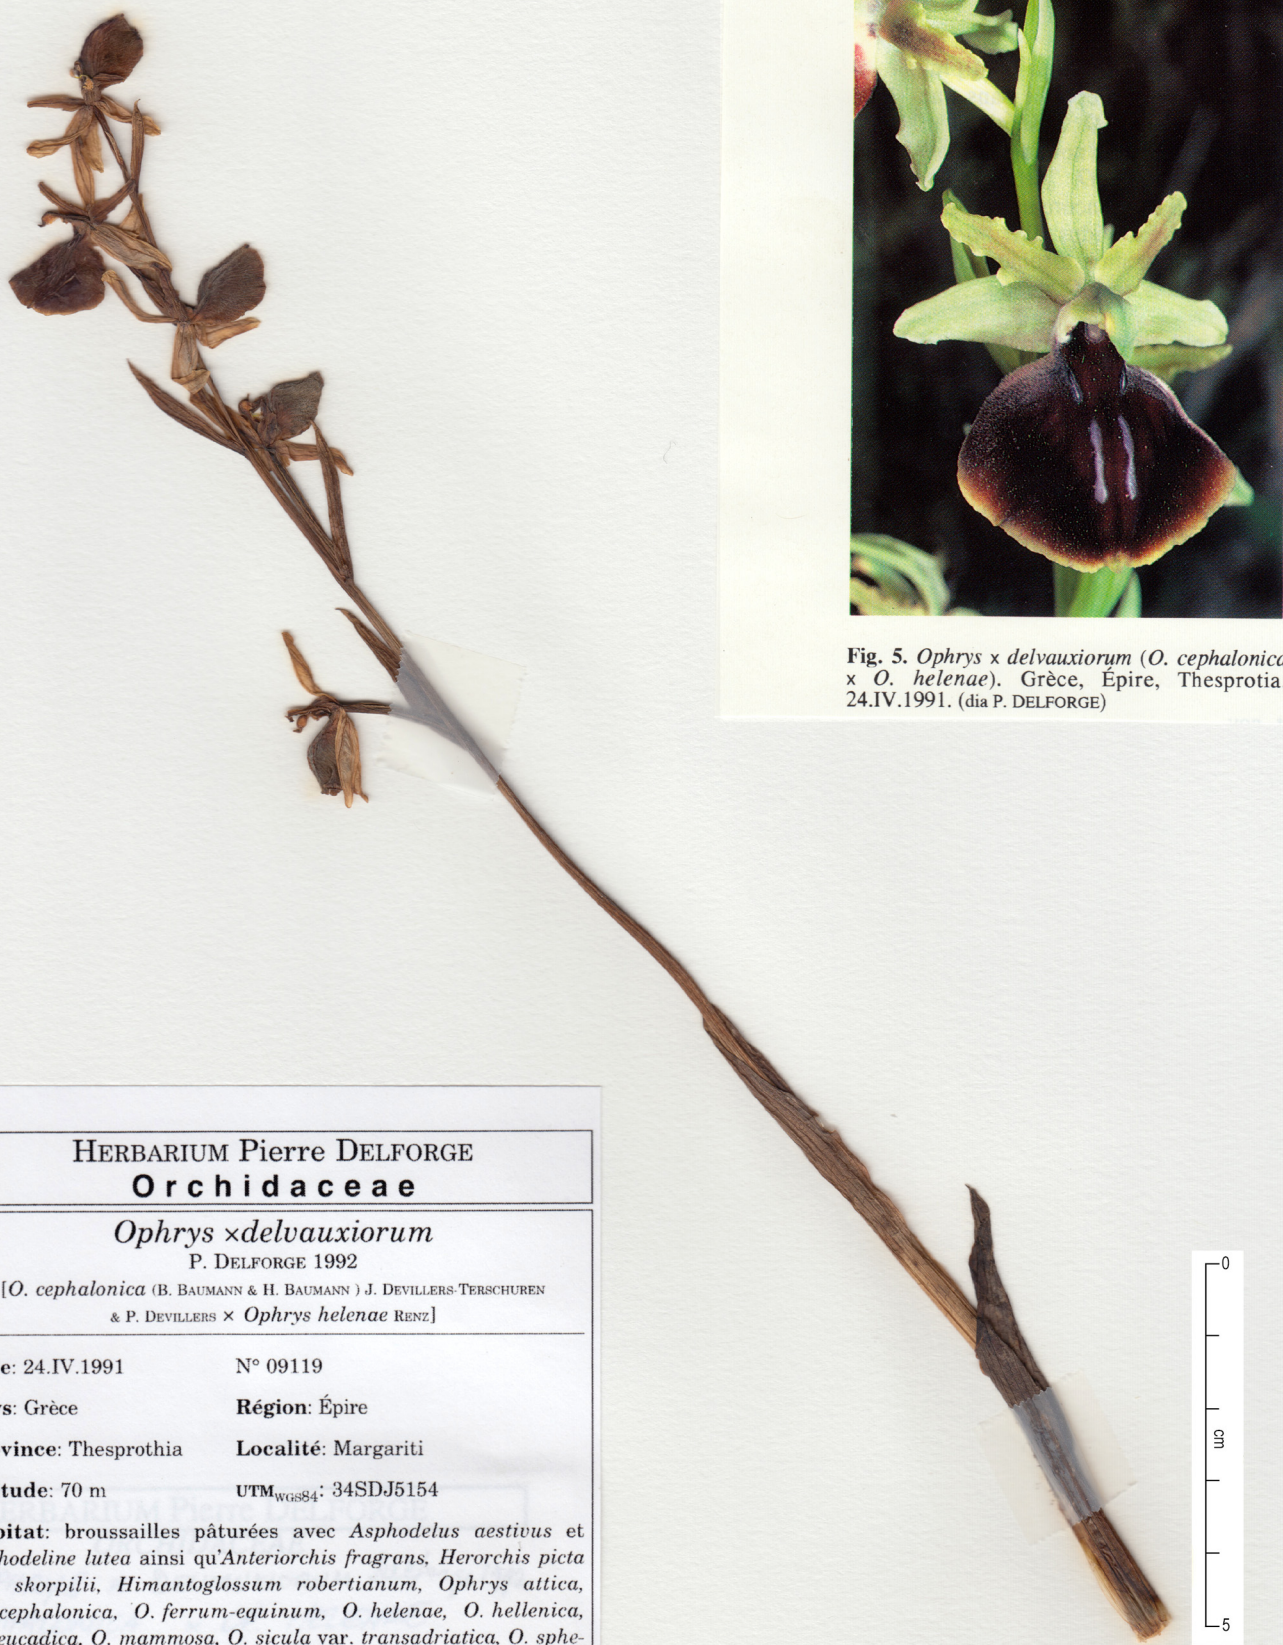 Fig. 5. Ophrys x delvauxiorum (O. cephalonica
x O. helenae). Grèce, Épire, Thesprotia
24.IV.1991. (dia P. DELFORGE)
HERBARIUM Pierre DELFORGE
Orchidaceae
Ophrys ×delvauxiorum
P. DELFORGE 1992
[O. cephalonica (B. BAUMANN & H. BAUMANN ) J. DEVILLERS-TERSCHUREN
& P. DEVILLERS × Ophrys helenae RENZ]
e: 24.IV.1991 N° 09119
s: Grèce Région: Épire
vince: Thesprothia Localité: Margariti
tude: 70 m UTMWGS84: 34SDJ5154
itat: broussailles pâturées avec Asphodelus aestivus et
hodeline lutea ainsi qu'Anteriorchis fragrans, Herorchis picta
skorpilii, Himantoglossum robertianum, Ophrys attica,
cephalonica, O. ferrum-equinum, O. helenae, O. hellenica,
eucadica, O. mammosa, O. sicula var. transadriatica, O. sphe-
0
cm
5